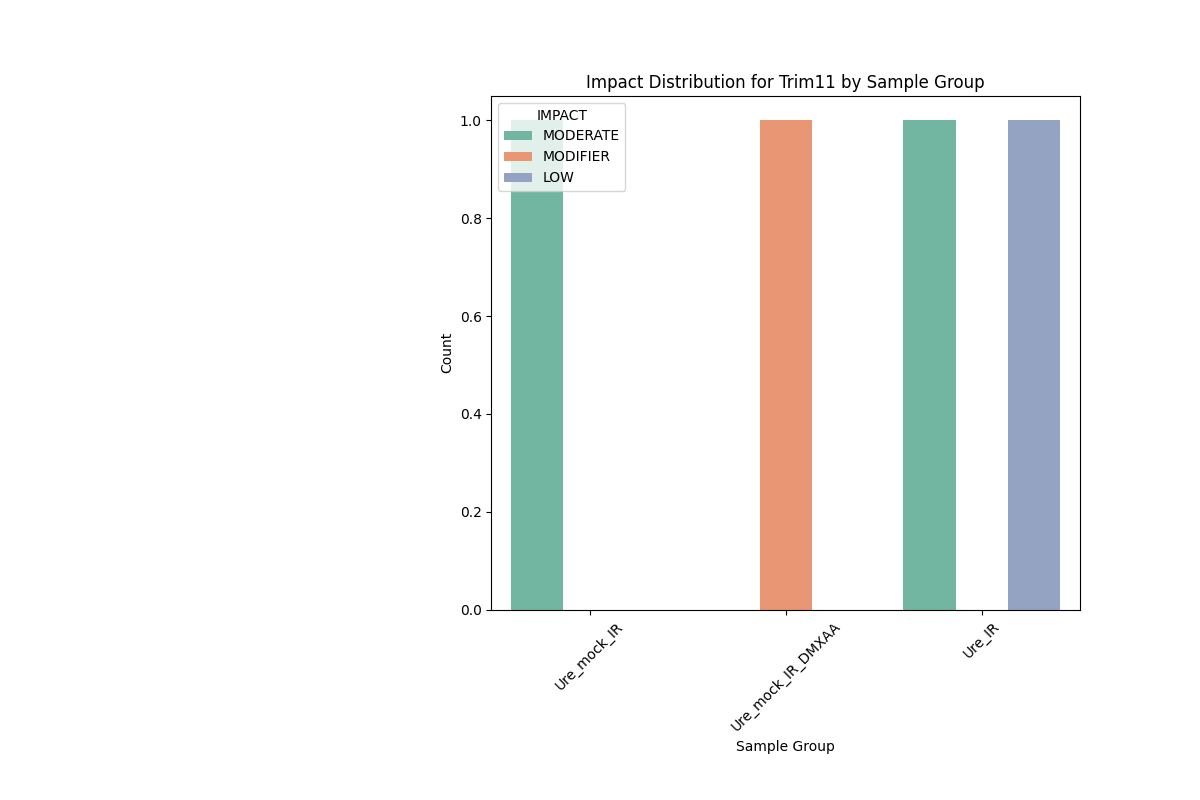 Impact Distribution for Trim11 by Sample Group
IMPACT
MODERATE
MODIFIER
LOW
1.0
0.8
0.6
0.4
0.2
0.0
Count
Ure_mock_IR
Ure_mock_IR_DMXAA
Ure_IR
Sample Group